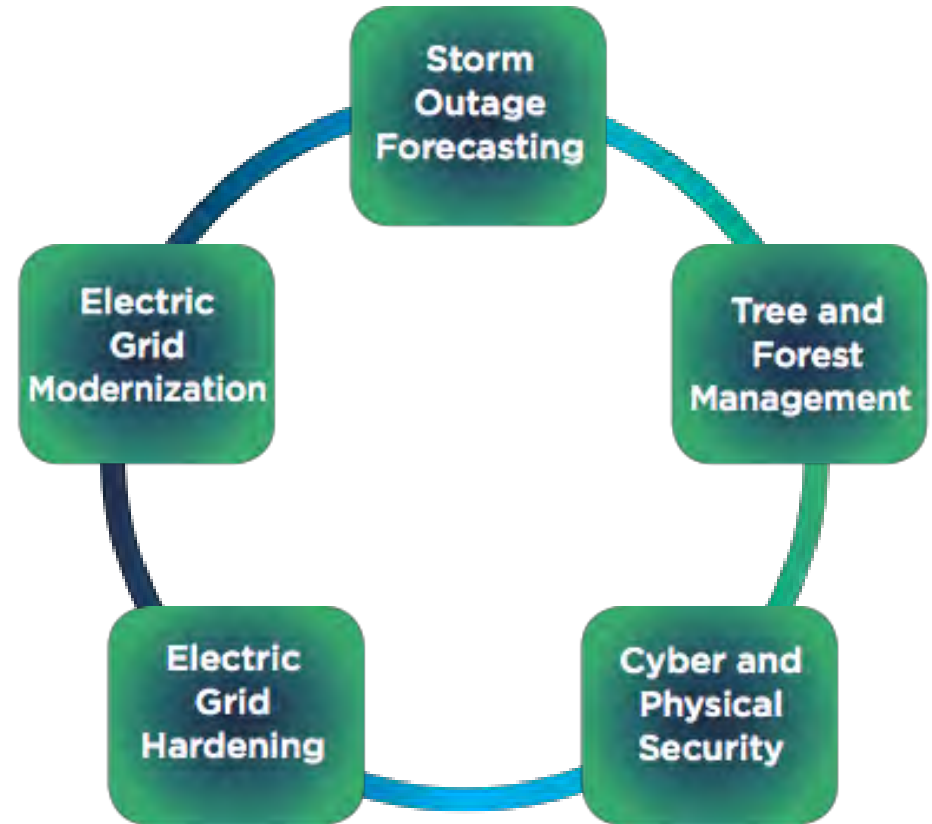 Storm
Outage
Forecasting
Tree and
Forest
Management
Cyber and
Physical
Security
Electric
Grid
Hardening
Electric
Grid
Modernization